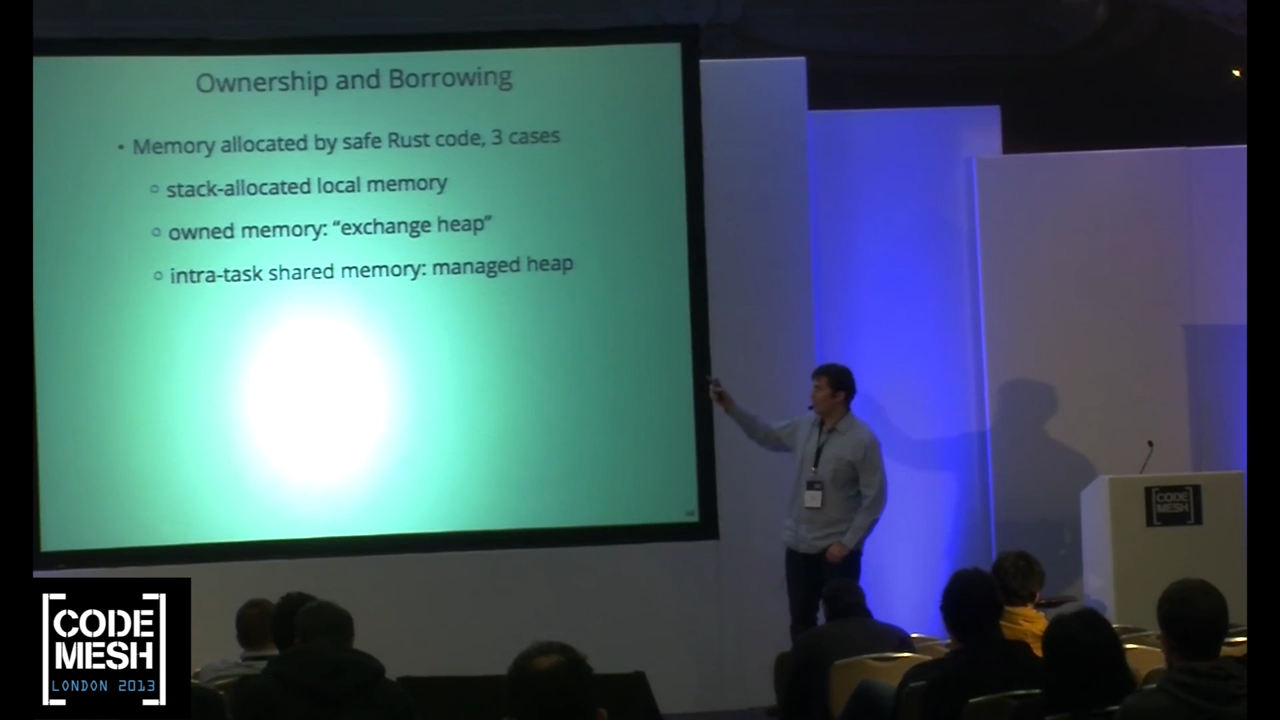 Ownership and Borrowing
• Memory allocated by safe Rust code, 3 cases
○ stack-allocated local memory
○ owned memory: “exchange heap”
○ intra-task shared memory: managed heap
[CODE
MESH]
[CODE
MESH]
LONDON 2013